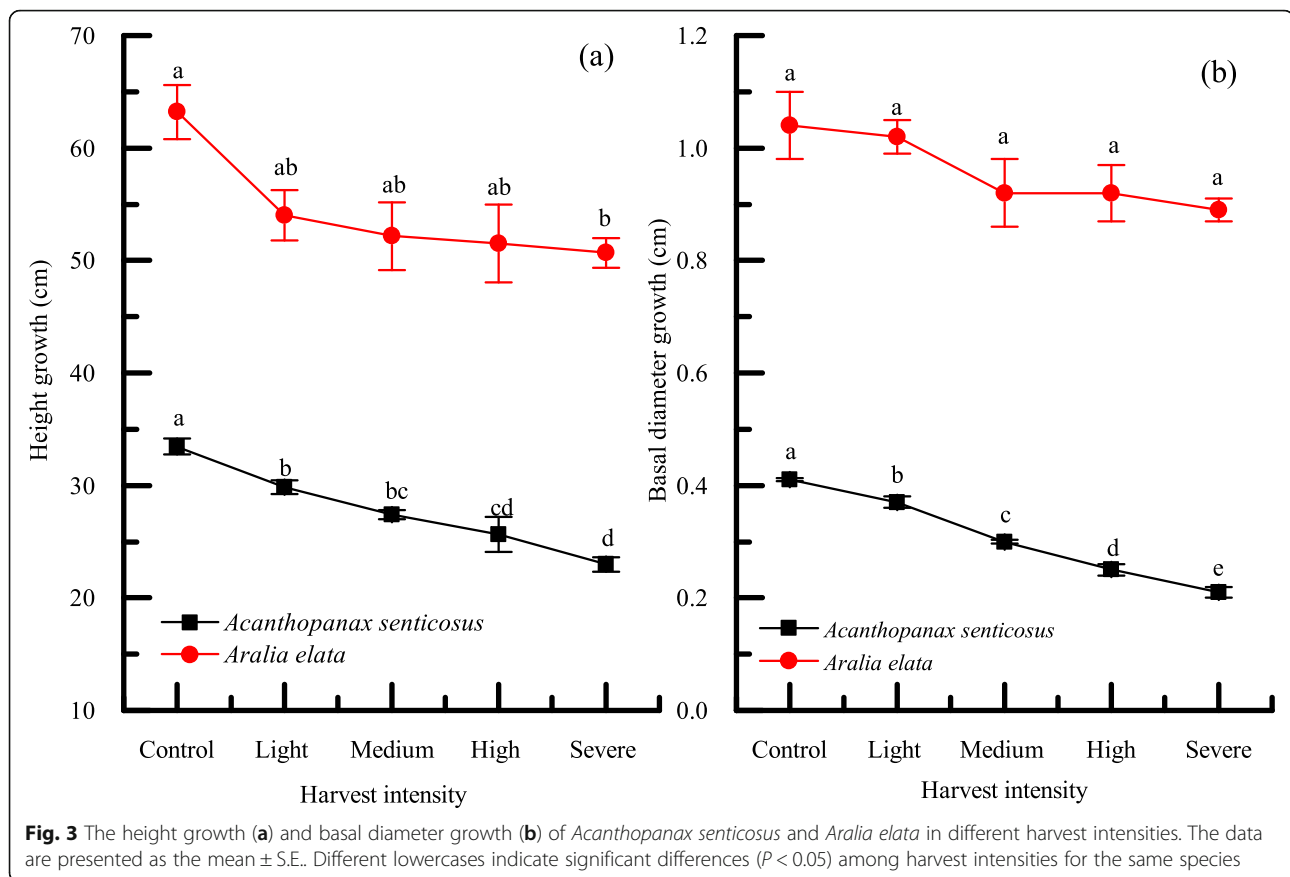 70
60
50
40
30
20
10
Height growth (cm)
(a)
a
ab
ab
ab
b
a
b
bc
cd
d
Acanthopanax senticosus
Aralia elata
Control Light Medium High Severe
Harvest intensity
1.2
1.0
0.8
0.6
0.4
0.2
0.0
Basal diameter growth (cm)
(b)
a
a
a
a
a
a
b
c
d
e
Acanthopanax senticosus
Aralia elata
Control Light Medium High Severe
Harvest intensity
Fig. 3 The height growth (a) and basal diameter growth (b) of Acanthopanax senticosus and Aralia elata in different harvest intensities. The data
are presented as the mean ± S.E.. Different lowercases indicate significant differences (P < 0.05) among harvest intensities for the same species